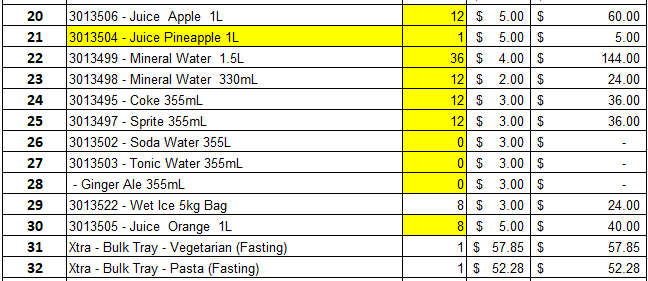 20 3013506 - Juice Apple 1L 12 $ 5.00 $ 60.00
21 3013504 - Juice Pineapple 1L 1 $ 5.00 $ 5.00
22 3013499 - Mineral Water 1.5L 36 $ 4.00 $ 144.00
23 3013498 - Mineral Water 330mL 12 $ 2.00 $ 24.00
24 3013495 - Coke 355mL 12 $ 3.00 $ 36.00
25 3013497 - Sprite 355mL 12 $ 3.00 $ 36.00
26 3013502 - Soda Water 355L 0 $ 3.00 $ -
27 3013503 - Tonic Water 355mL 0 $ 3.00 $ -
28 - Ginger Ale 355mL 0 $ 3.00 $ -
29 3013522 - Wet Ice 5kg Bag 8 $ 3.00 $ 24.00
30 3013505 - Juice Orange 1L 8 $ 5.00 $ 40.00
31 Xtra - Bulk Tray - Vegetarian (Fasting) 1 $ 57.85 $ 57.85
32 Xtra - Bulk Tray - Pasta (Fasting) 1 $ 52.28 $ 52.28